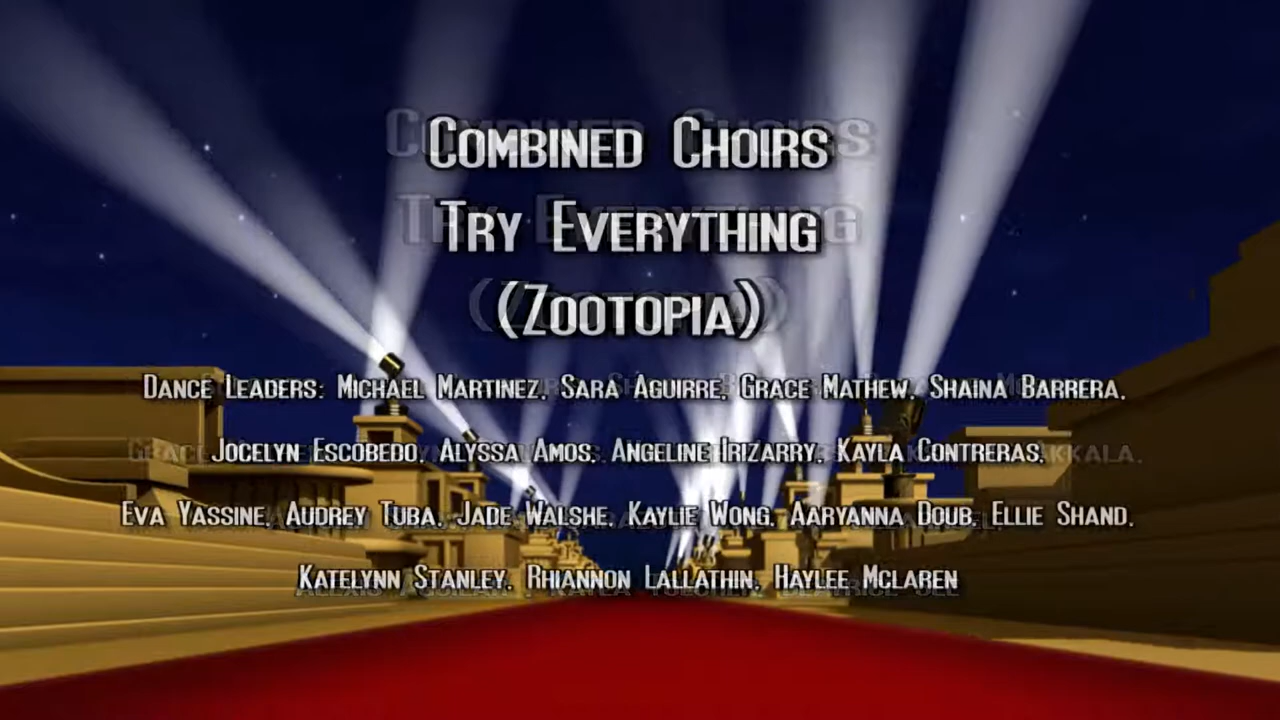 Combined Choirs
Try Everything
(Zootopia)
Dance Leaders: Michael Martinez, Sara Aguirre, Grace Mathew, Shaina Barrera,
Jocelyn Escobedo, Alyssa Amos, Angeline Irizarry, Kayla Contreras,
Eva Yassine, Audrey Tuba, Jade Walshe, Kaylie Wong, Aaryanna Doub, Ellie Shand,
Katelynn Stanley, Rhiannon Lallathin, Haylee McLaren